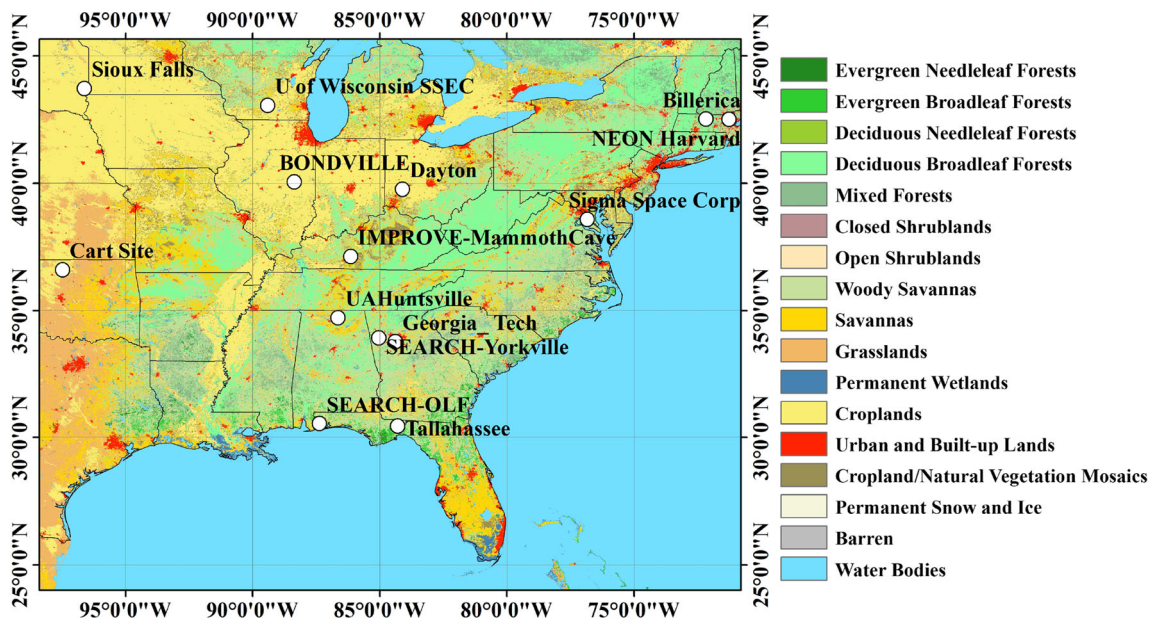 95°0'0"W 90°0'0"W 85°0'0"W 80°0'0"W 75°0'0"W
45°0'0"N
40°0'0"N
35°0'0"N
30°0'0"N
25°0'0"N
Sioux Falls
U of Wisconsin SSEC
Billerica
NEON Harvard
BONDVILLE
Dayton
Sigma Space Corp
IMPROVE-MammothCave
Cart Site
UAHuntsville
Georgia_Tech
SEARCH-Yorkville
SEARCH-OLF
Tallahassee
45°0'0"N
40°0'0"N
35°0'0"N
30°0'0"N
25°0'0"N
95°0'0"W 90°0'0"W 85°0'0"W 80°0'0"W 75°0'0"W
Evergreen Needleleaf Forests
Evergreen Broadleaf Forests
Deciduous Needleleaf Forests
Deciduous Broadleaf Forests
Mixed Forests
Closed Shrublands
Open Shrublands
Woody Savannas
Savannas
Grasslands
Permanent Wetlands
Croplands
Urban and Built-up Lands
Cropland/Natural Vegetation Mosaics
Permanent Snow and Ice
Barren
Water Bodies